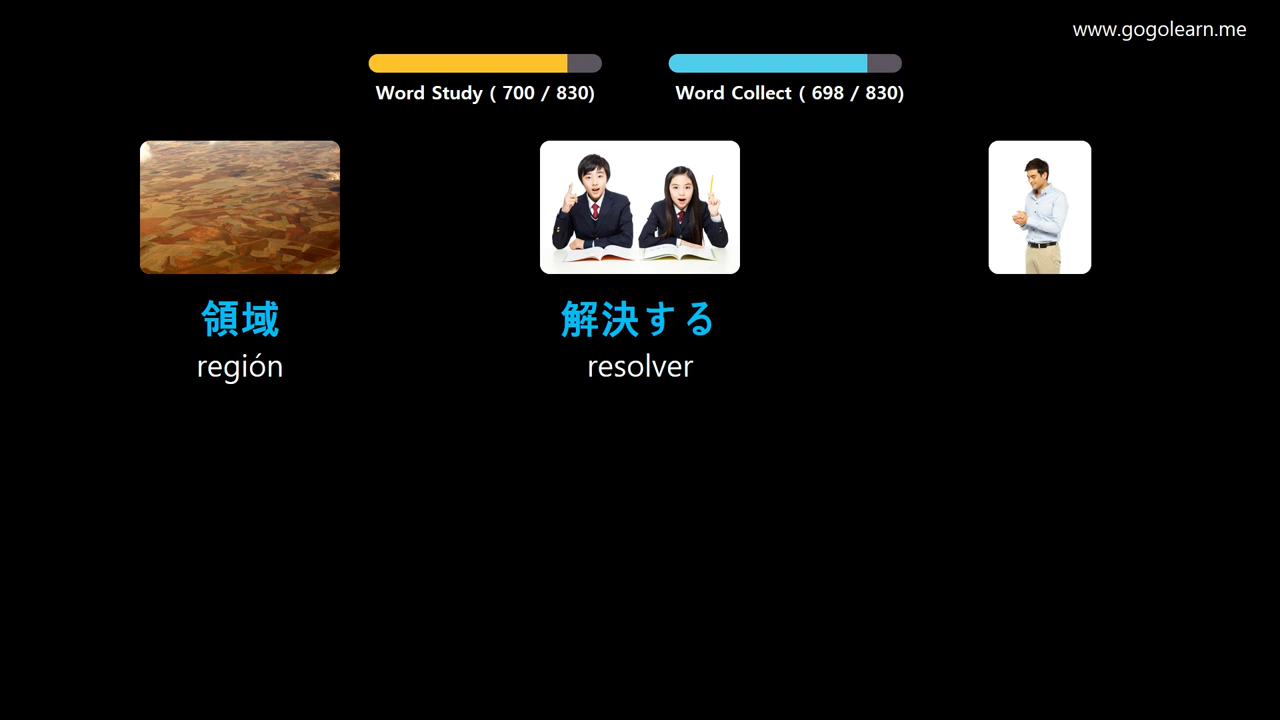 www.gogolearn.me
Word Study ( 700 / 830)
Word Collect ( 698 / 830)
領域
región
解決する
resolver